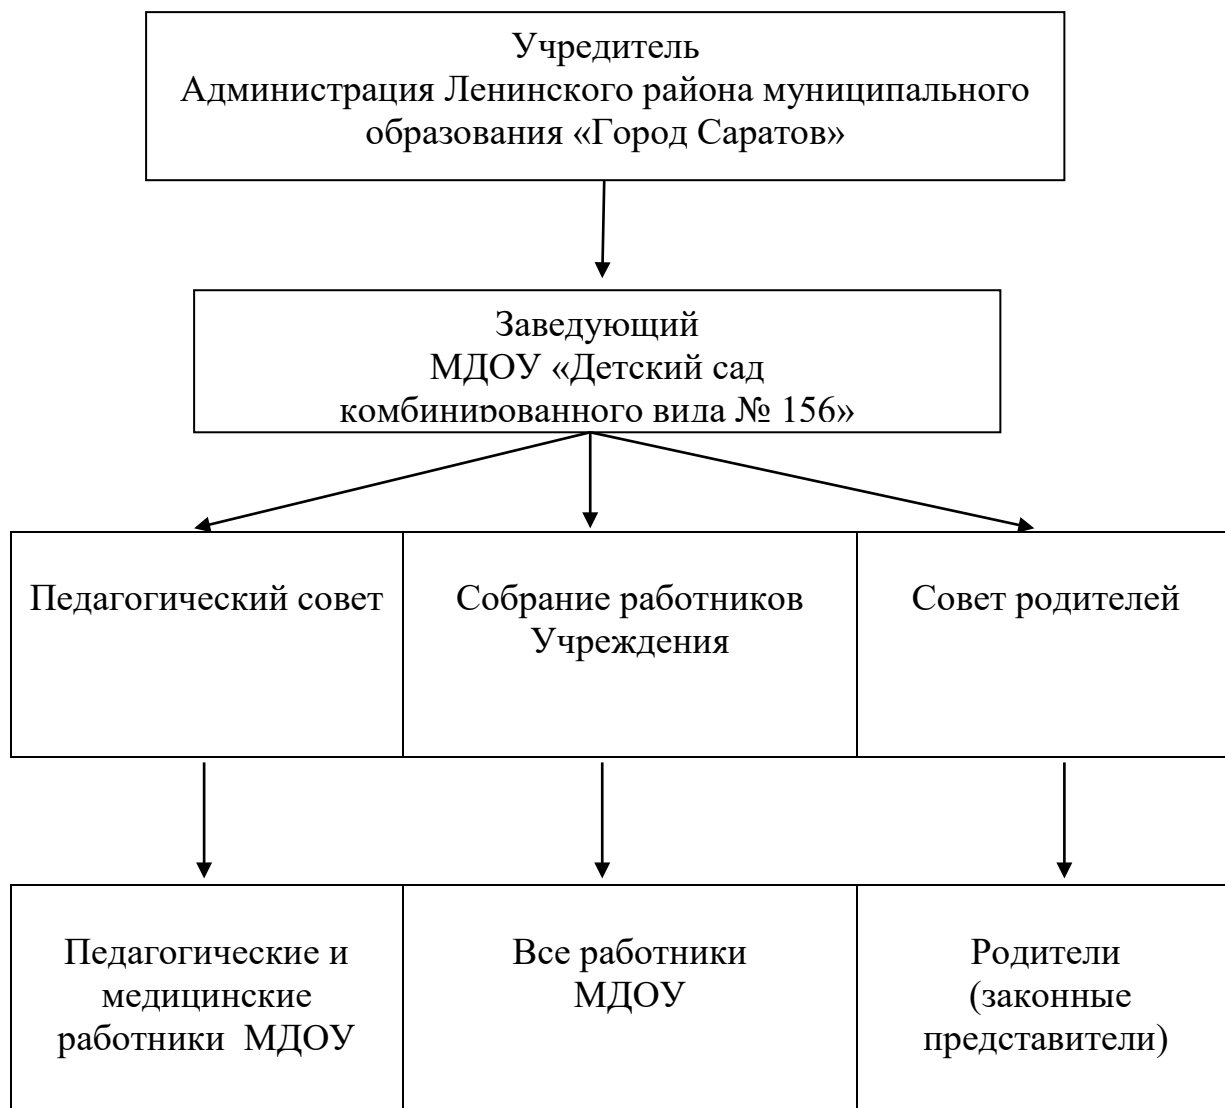 Учредитель
Администрация Ленинского района муниципального
образования «Город Саратов»
Заведующий
МДОУ «Детский сад
комбинированного вида № 156»
Педагогический совет
Собрание работников
Учреждения
Совет родителей
Педагогические и
медицинские
работники МДОУ
Все работники
МДОУ
Родители
(законные
представители)